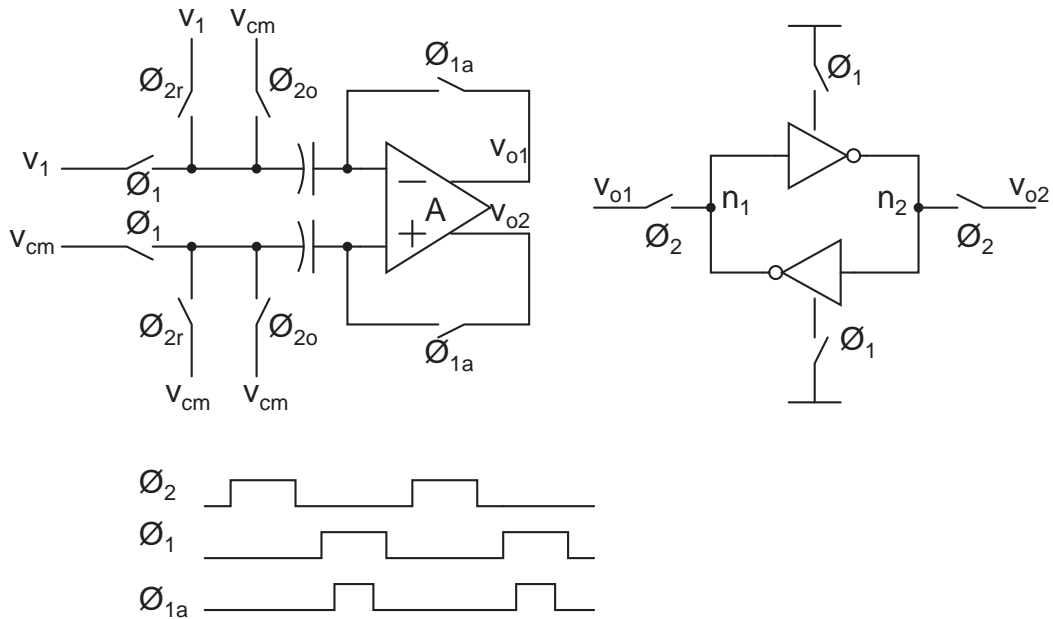 v1 vcm
Ø1a
Ø2r Ø2o
Ø1
vo1
v1
Ø1
− A
vo2
+
Ø1
vcm
vo1 n1 n2 vo2
Ø2 Ø2
Ø2r Ø2o
Ø1a
Ø1
vcm vcm
Ø2
Ø1
Ø1a